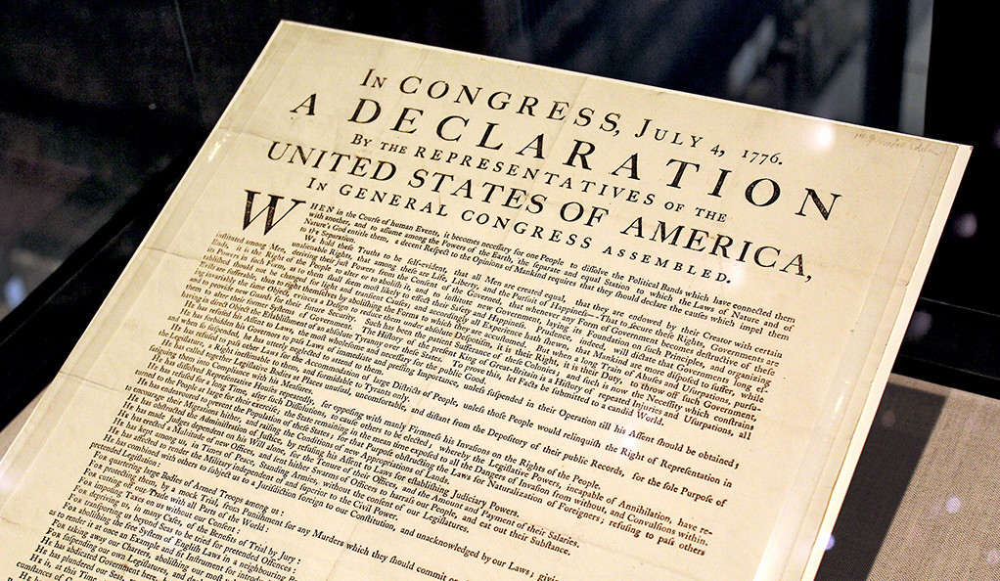 IN CONGRESS, JULY 4, 1776.
A DECLARATION
BY THE REPRESENTATIVES OF THE
UNITED STATES OF AMERICA,
IN GENERAL CONGRESS ASSEMBLED.
WHEN in the Courſe of human Events, it becomes neceſſary for one People to diſſolve the Political Bands which have connected them
with another, and to aſſume among the Powers of the Earth, the ſeparate and equal Station to which the Laws of Nature and of
Nature's God entitle them, a decent Reſpect to the Opinions of Mankind requires that they ſhould declare the cauſes which impel them
to the Separation.
We hold theſe Truths to be ſelf-evident, that all Men are created equal, that they are endowed by their Creator with certain
unalienable Rights, that among theſe are Life, Liberty, and the Purſuit of Happineſs—That to ſecure theſe Rights, Governments are
inſtituted among Men, deriving their juſt Powers from the Conſent of the Governed, that whenever any Form of Government becomes deſtructive of theſe
Ends, it is the Right of the People to alter or to aboliſh it, and to inſtitute new Government, laying its Foundation on ſuch Principles, and organizing
its Powers in ſuch Form, as to them ſhall ſeem moſt likely to effect their Safety and Happineſs. Prudence, indeed, will dictate that Governments long eſ-
tabliſhed ſhould not be changed for light and tranſient Cauſes; and accordingly all Experience hath ſhewn, that Mankind are more diſpoſed to ſuffer, while
Evils are ſufferable, than to right themſelves by aboliſhing the Forms to which they are accuſtomed. But when a long Train of Abuſes and Uſurpations, purſu-
ing invariably the ſame Object, evinces a Deſign to reduce them under abſolute Deſpotiſm, it is their Right, it is their Duty, to throw off ſuch Government,
and to provide new Guards for their future Security. Such has been the patient Sufferance of theſe Colonies; and ſuch is now the Neceſſity which conſtrains
them to alter their former Syſtems of Government. The Hiſtory of the preſent King of Great-Britain is a Hiſtory of repeated Injuries and Uſurpations, all
having in direct Object the Eſtabliſhment of an abſolute Tyranny over theſe States. To prove this, let Facts be ſubmitted to a candid World.
He has refuſed his Aſſent to Laws, the moſt wholeſome and neceſſary for the public Good.
He has forbidden his Governors to paſs Laws of immediate and preſſing Importance, unleſs ſuſpended in their Operation till his Aſſent ſhould be obtained;
and when ſo ſuſpended, he has utterly neglected to attend to them.
He has refuſed to paſs other Laws for the Accommodation of large Diſtricts of People, unleſs thoſe People would relinquiſh the Right of Repreſentation in
the Legiſlature, a Right ineſtimable to them, and formidable to Tyrants only.
He has called together Legiſlative Bodies at Places unuſual, uncomfortable, and diſtant from the Depoſitory of their public Records, for the ſole Purpoſe of
fatiguing them into Compliance with his Meaſures.
He has diſſolved Repreſentative Houſes repeatedly, for oppoſing with manly Firmneſs his Invaſions on the Rights of the People.
He has refuſed for a long Time, after ſuch Diſſolutions, to cauſe others to be elected; whereby the Legiſlative Powers, incapable of Annihilation, have re-
turned to the People at large for their exerciſe; the State remaining in the mean time expoſed to all the Dangers of Invaſion from without, and Convulſions within.
He has endeavoured to prevent the Population of theſe States; for that Purpoſe obſtructing the Laws for Naturalization of Foreigners; refuſing to paſs others
to encourage their Migrations hither, and raiſing the Conditions of new Appropriations of Lands.
He has obſtructed the Adminiſtration of Juſtice, by refuſing his Aſſent to Laws for eſtabliſhing Judiciary Powers.
He has made Judges dependent on his Will alone, for the Tenure of their Offices, and the Amount and Payment of their Salaries.
He has erected a Multitude of new Offices, and ſent hither Swarms of Officers to harraſs our People, and eat out their Subſtance.
He has kept among us, in Times of Peace, Standing Armies, without the conſent of our Legiſlatures.
He has affected to render the Military independent of and ſuperior to the Civil Power.
He has combined with others to ſubject us to a Juriſdiction foreign to our Conſtitution, and unacknowledged by our Laws; giving
pretended Legiſlation:
For quartering large Bodies of Armed Troops among us:
For protecting them, by a mock Trial, from Puniſhment for any Murders which they ſhould commit
For cutting off our Trade with all Parts of the World:
For impoſing Taxes on us without our Conſent:
For depriving us, in many Caſes, of the Benefits of Trial by Jury:
For tranſporting us beyond Seas to be tried for pretended Offences:
For aboliſhing the free Syſtem of Engliſh Laws in a neighbouring
as to render it at once an Example and fit Inſtrument for
For taking away our Charters, aboliſhing our moſt
For ſuſpending our own Legiſlatures, and
He has abdicated Government here,
He has plundered our Seas,
He is, at this Time,
cumſtances of
He has